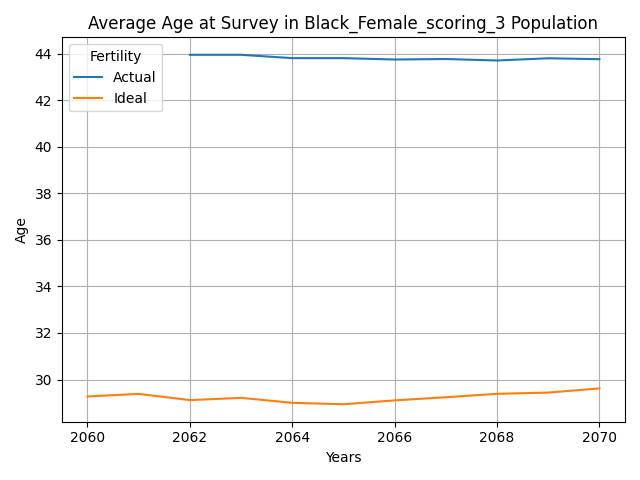 Average Age at Survey in Black_Female_scoring_3 Population
Fertility
Actual
Ideal
44
42
40
38
36
34
32
30
Age
2060 2062 2064 2066 2068 2070
Years